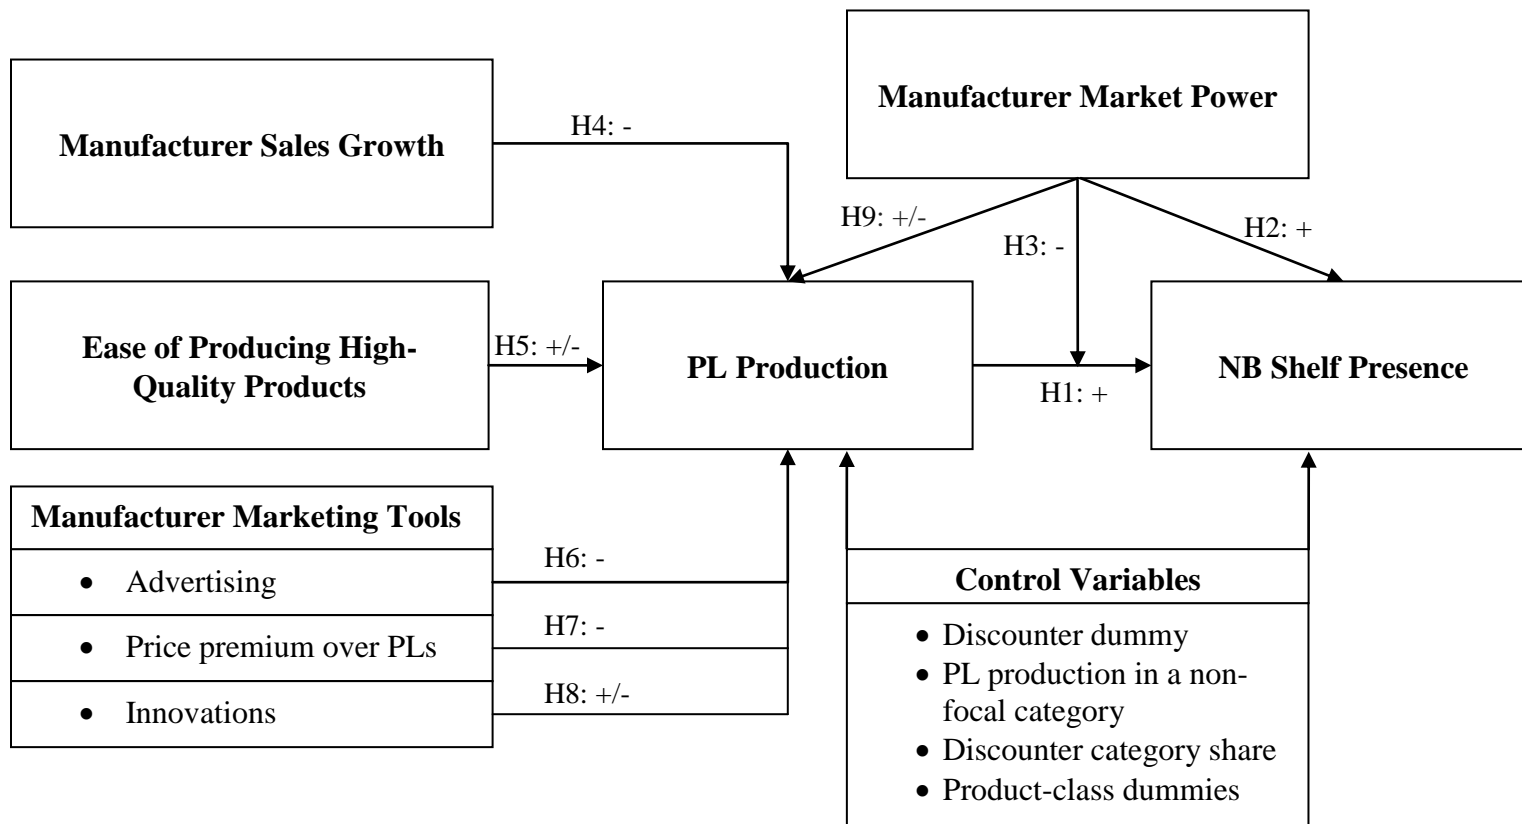 Manufacturer Market Power
Manufacturer Sales Growth
H4: -
H9: +/-
H3: -
H2: +
Ease of Producing High-
Quality Products
H5: +/-
PL Production
H1: +
NB Shelf Presence
Manufacturer Marketing Tools
• Advertising
• Price premium over PLs
• Innovations
H6: -
H7: -
H8: +/-
Control Variables
• Discounter dummy
• PL production in a non-
focal category
• Discounter category share
• Product-class dummies